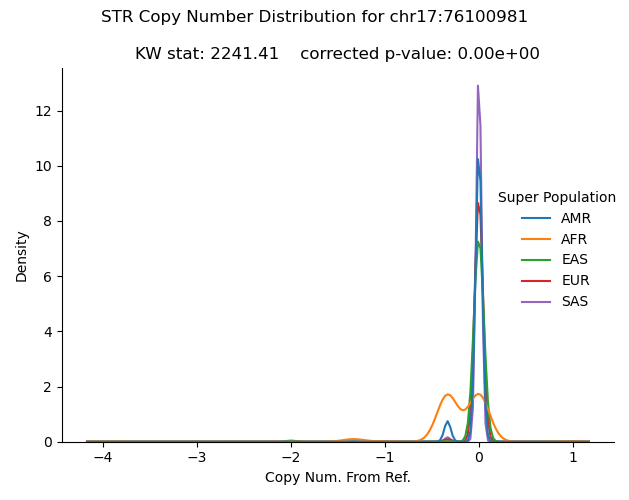 STR Copy Number Distribution for chr17:76100981
KW stat: 2241.41    corrected p-value: 0.00e+00
12
10
8
6
4
2
0
Density
Super Population
AMR
AFR
EAS
EUR
SAS
−4 −3 −2 −1 0 1
Copy Num. From Ref.